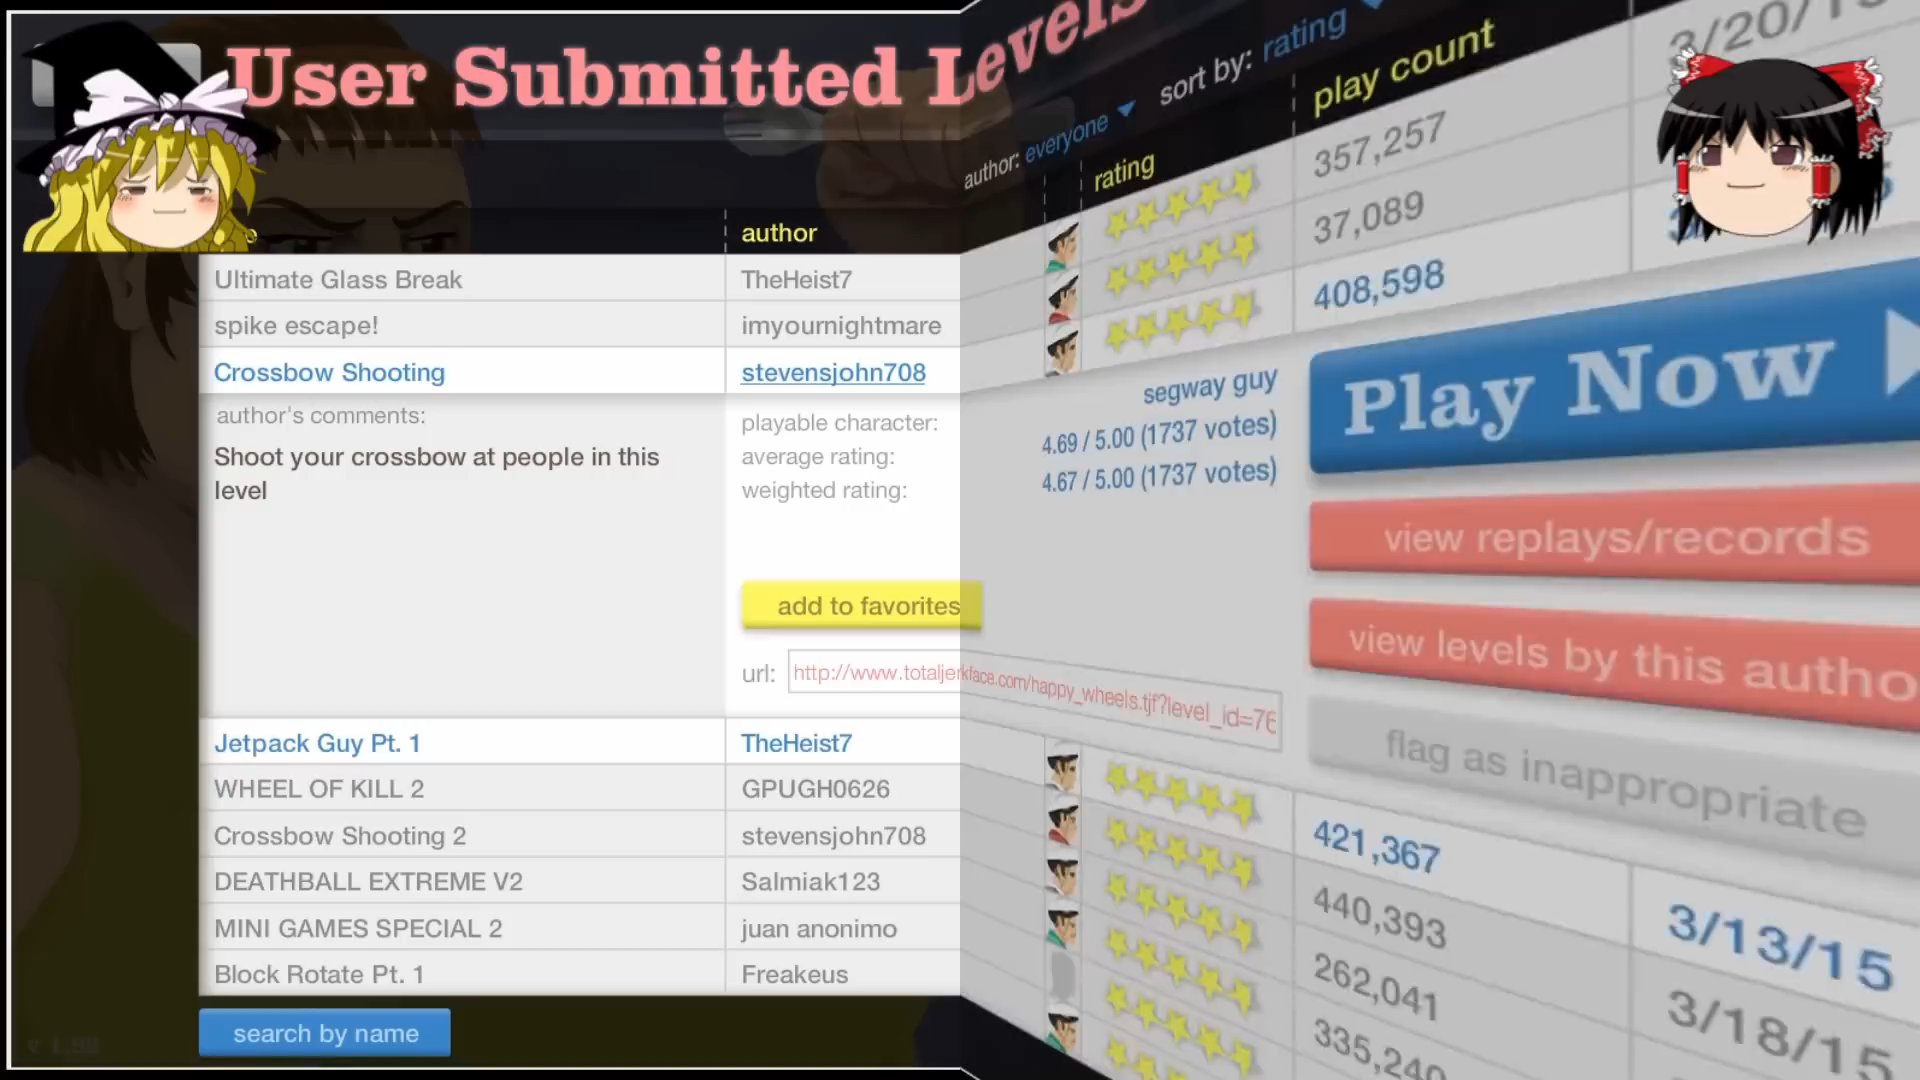 User Submitted Levels
author: everyone sort by: rating
author rating play count
3/20/15
Ultimate Glass Break TheHeist7 357,257
spike escape! imyournightmare 37,089
Crossbow Shooting stevensjohn708 408,598
author's comments:
Shoot your crossbow at people in this
level
playable character: segway guy
average rating: 4.69 / 5.00 (1737 votes)
weighted rating: 4.67 / 5.00 (1737 votes)
add to favorites
url: http://www.totaljerkface.com/happy_wheels.tjf?level_id=76
Play Now
view replays/records
view levels by this autho
flag as inappropriate
Jetpack Guy Pt. 1 TheHeist7 421,367 3/13/15
WHEEL OF KILL 2 GPUGH0626 440,393 3/18/15
Crossbow Shooting 2 stevensjohn708 262,041
DEATHBALL EXTREME V2 Salmiak123 335,240
MINI GAMES SPECIAL 2 juan anonimo
Block Rotate Pt. 1 Freakeus
search by name